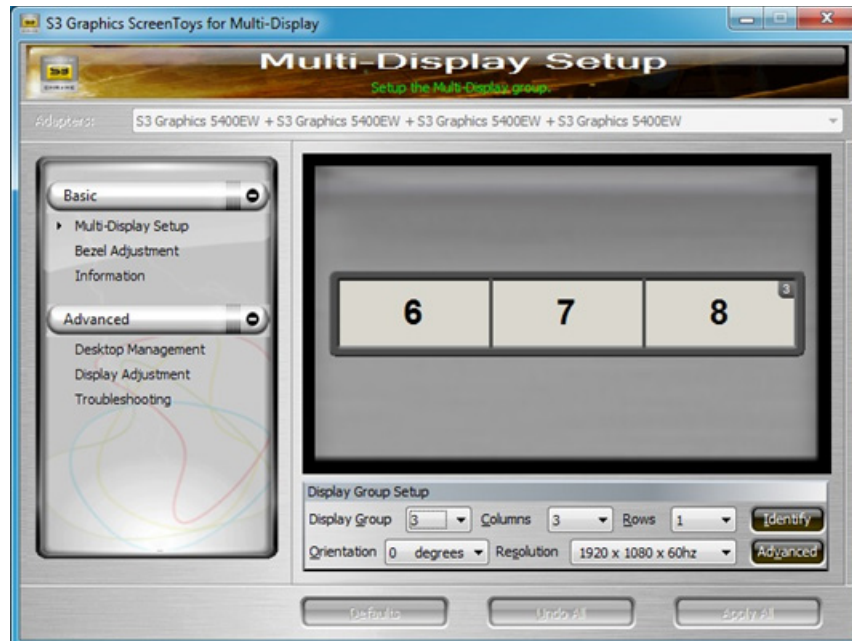 S3 Graphics ScreenToys for Multi-Display
Multi-Display Setup
Setup the Multi-Display group.
Adapters: S3 Graphics 5400EW + S3 Graphics 5400EW + S3 Graphics 5400EW + S3 Graphics 5400EW
Basic
Multi-Display Setup
Bezel Adjustment
Information
Advanced
Desktop Management
Display Adjustment
Troubleshooting
6 7 8 3
Display Group Setup
Display Group 3 Columns 3 Rows 1 Identify
Orientation 0 degrees Resolution 1920 x 1080 x 60hz Advanced
Defaults Undo All Apply All